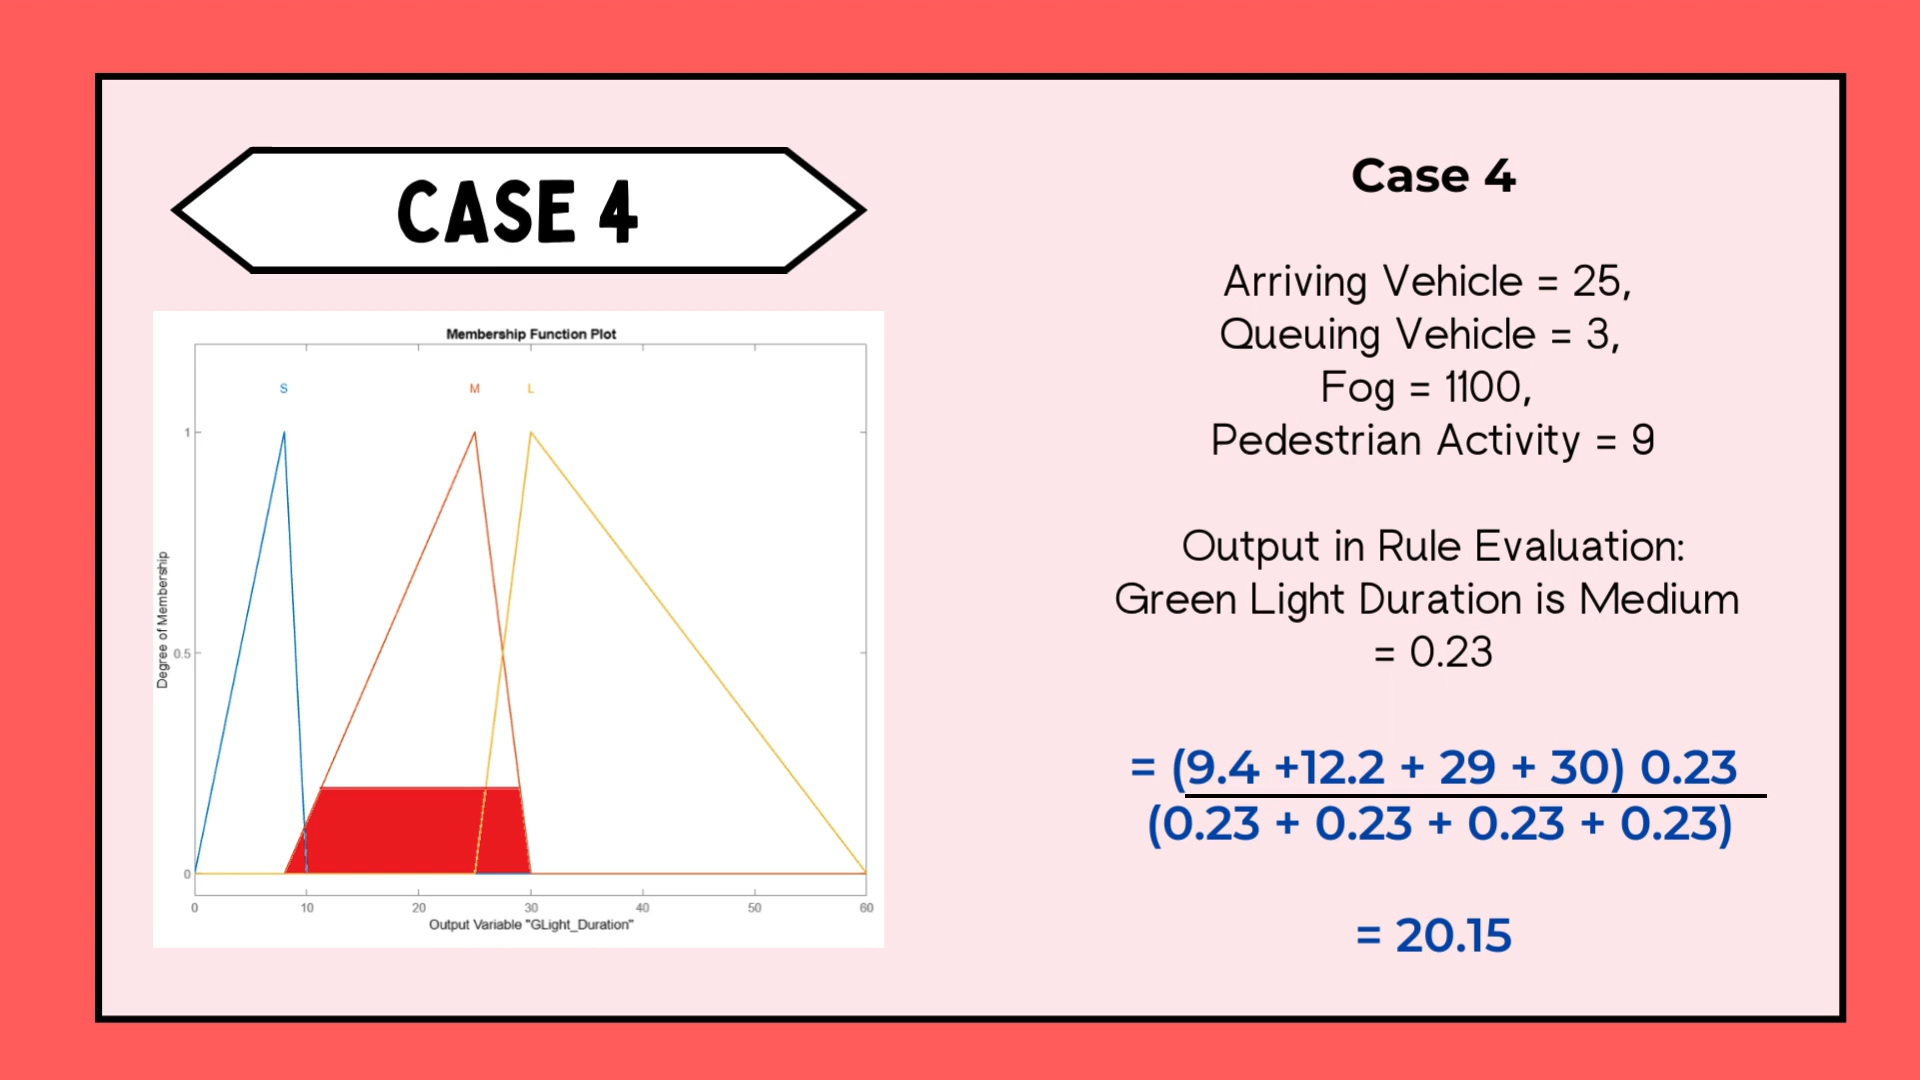 CASE 4
Membership Function Plot
S
M
L
1
0.5
0
Degree of Membership
0
10
20
30
40
50
60
Output Variable "GLight_Duration"
Case 4
Arriving Vehicle = 25,
Queuing Vehicle = 3,
Fog = 1100,
Pedestrian Activity = 9
Output in Rule Evaluation:
Green Light Duration is Medium
= 0.23
= (9.4 +12.2 + 29 + 30) 0.23
(0.23 + 0.23 + 0.23 + 0.23)
= 20.15